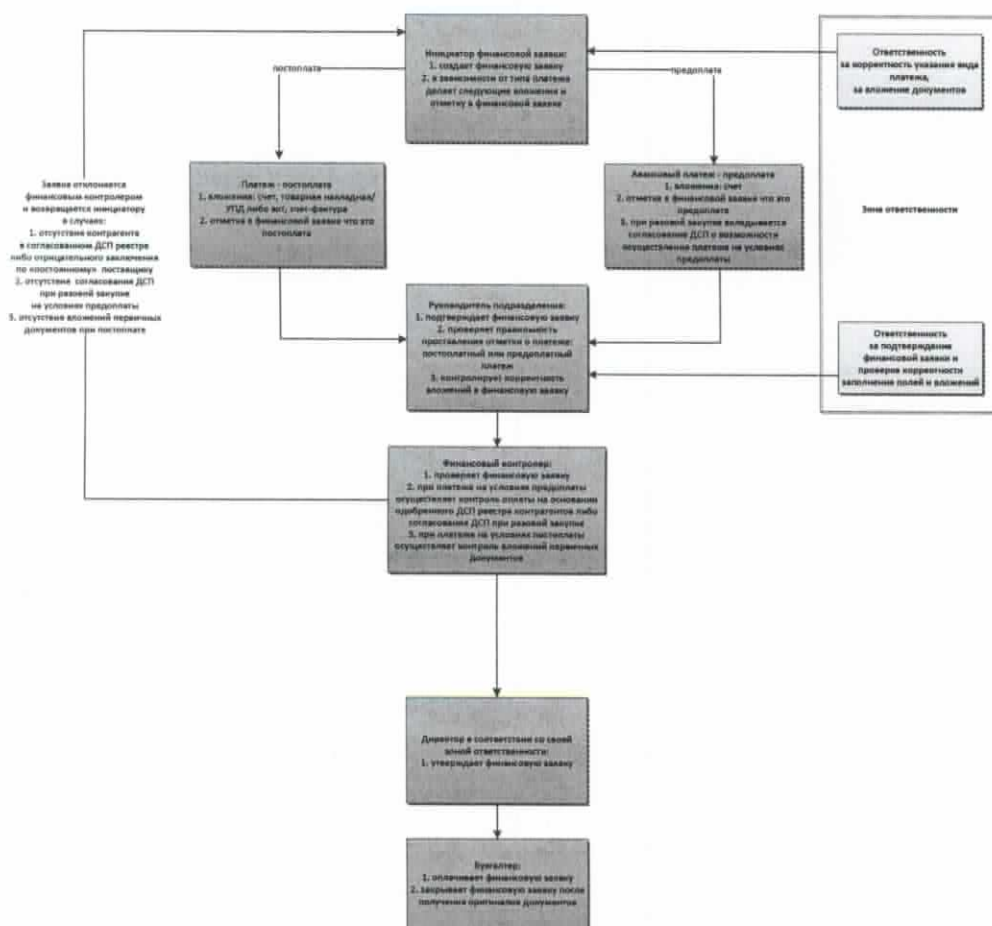 Инициатор финансовой заявки:
1. создает финансовую заявку
2. в зависимости от типа платежа
делает следующие вложения и
отметку в финансовой заявке
постоплата
предоплата
Ответственность
за корректность указания вида
платежа,
за вложение документов
Платеж - постоплата
1. вложения: счет, товарная накладная/
УПД либо акт, счет-фактура
2. отметка в финансовой заявке что это
постоплата
Авансовый платеж - предоплата
1. вложения: счет
2. отметка в финансовой заявке что это
предоплата
3. при разовой закупке вкладывается
согласование ДСП о возможности
осуществления платежа на условиях
предоплаты
Заявка отклоняется
финансовым контролером
и возвращается инициатору
в случаях:
1. отсутствие контрагента
в согласованном ДСП реестре
либо отрицательного заключения
по «постоянному» поставщику
2. отсутствие согласования ДСП
при разовой закупке
на условиях предоплаты
3. отсутствие вложений первичных
документов при постоплате
Зона ответственности
Руководитель подразделения:
1. подтверждает финансовую заявку
2. проверяет правильность
проставления отметки о платеже:
постоплатный или предоплатный
платеж
3. контролирует корректность
вложений в финансовую заявку
Ответственность
за подтверждение
финансовой заявки и
проверка корректности
заполнение полей и вложений
Финансовый контролер:
1. проверяет финансовую заявку
2. при платеже на условиях предоплаты
осуществляет контроль оплаты на основании
одобренного ДСП реестра контрагентов либо
согласования ДСП при разовой закупке
3. при платеже на условиях постоплаты
осуществляет контроль вложений первичных
документов
Директор в соответствии со своей
зоной ответственности:
1. утверждает финансовую заявку
Бухгалтер:
1. оплачивает финансовую заявку
2. закрывает финансовую заявку после
получения оригиналов документов